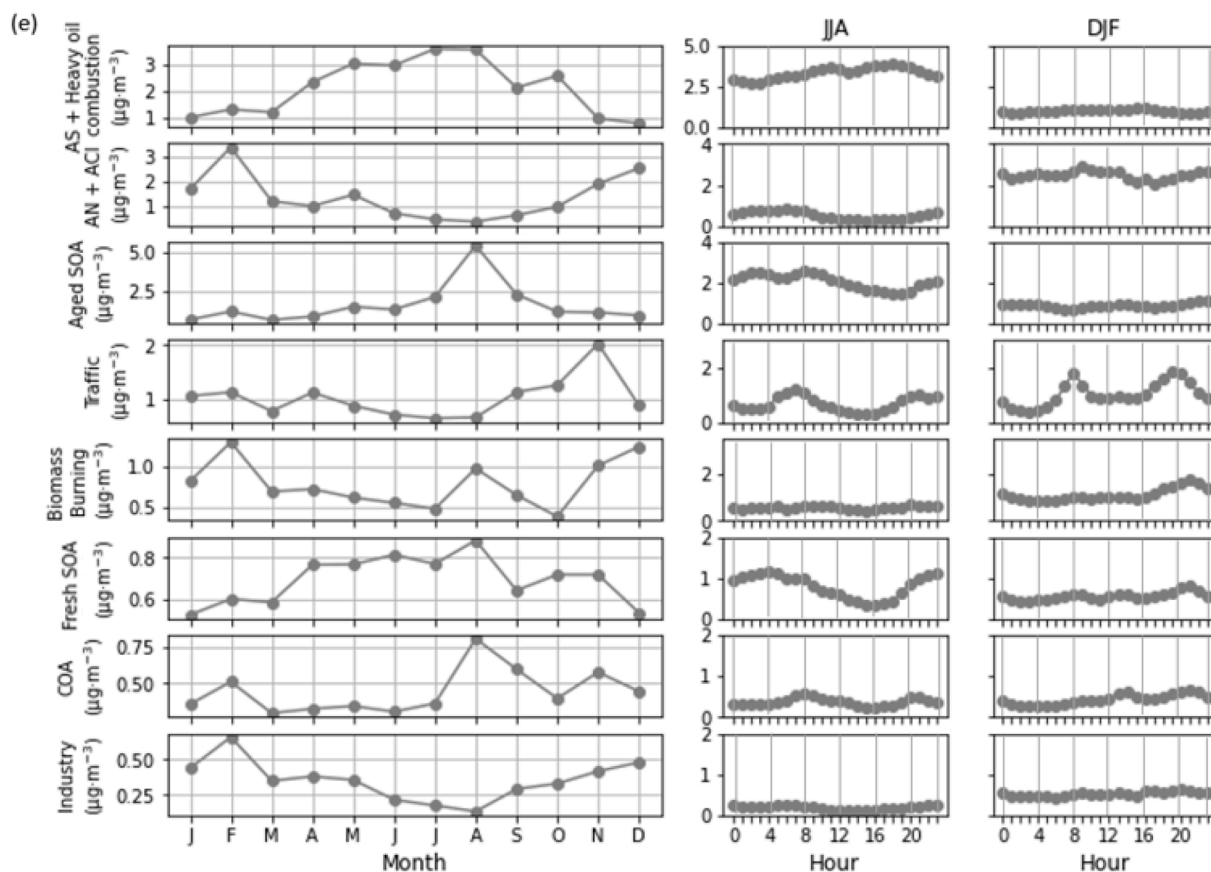 (e)
JJA
DJF
AS + Heavy oil
combustion
(µg·m⁻³)
3
2
1
5.0
2.5
0.0
AN + ACl
(µg·m⁻³)
3
2
1
4
2
0
Aged SOA
(µg·m⁻³)
5.0
2.5
4
2
0
Traffic
(µg·m⁻³)
2
1
2
0
Biomass
Burning
(µg·m⁻³)
1.0
0.5
2
0
Fresh SOA
(µg·m⁻³)
0.8
0.6
2
1
0
COA
(µg·m⁻³)
0.75
0.50
2
0
Industry
(µg·m⁻³)
0.50
0.25
2
1
0
J F M A M J J A S O N D
0 4 8 12 16 20
0 4 8 12 16 20
Month
Hour
Hour